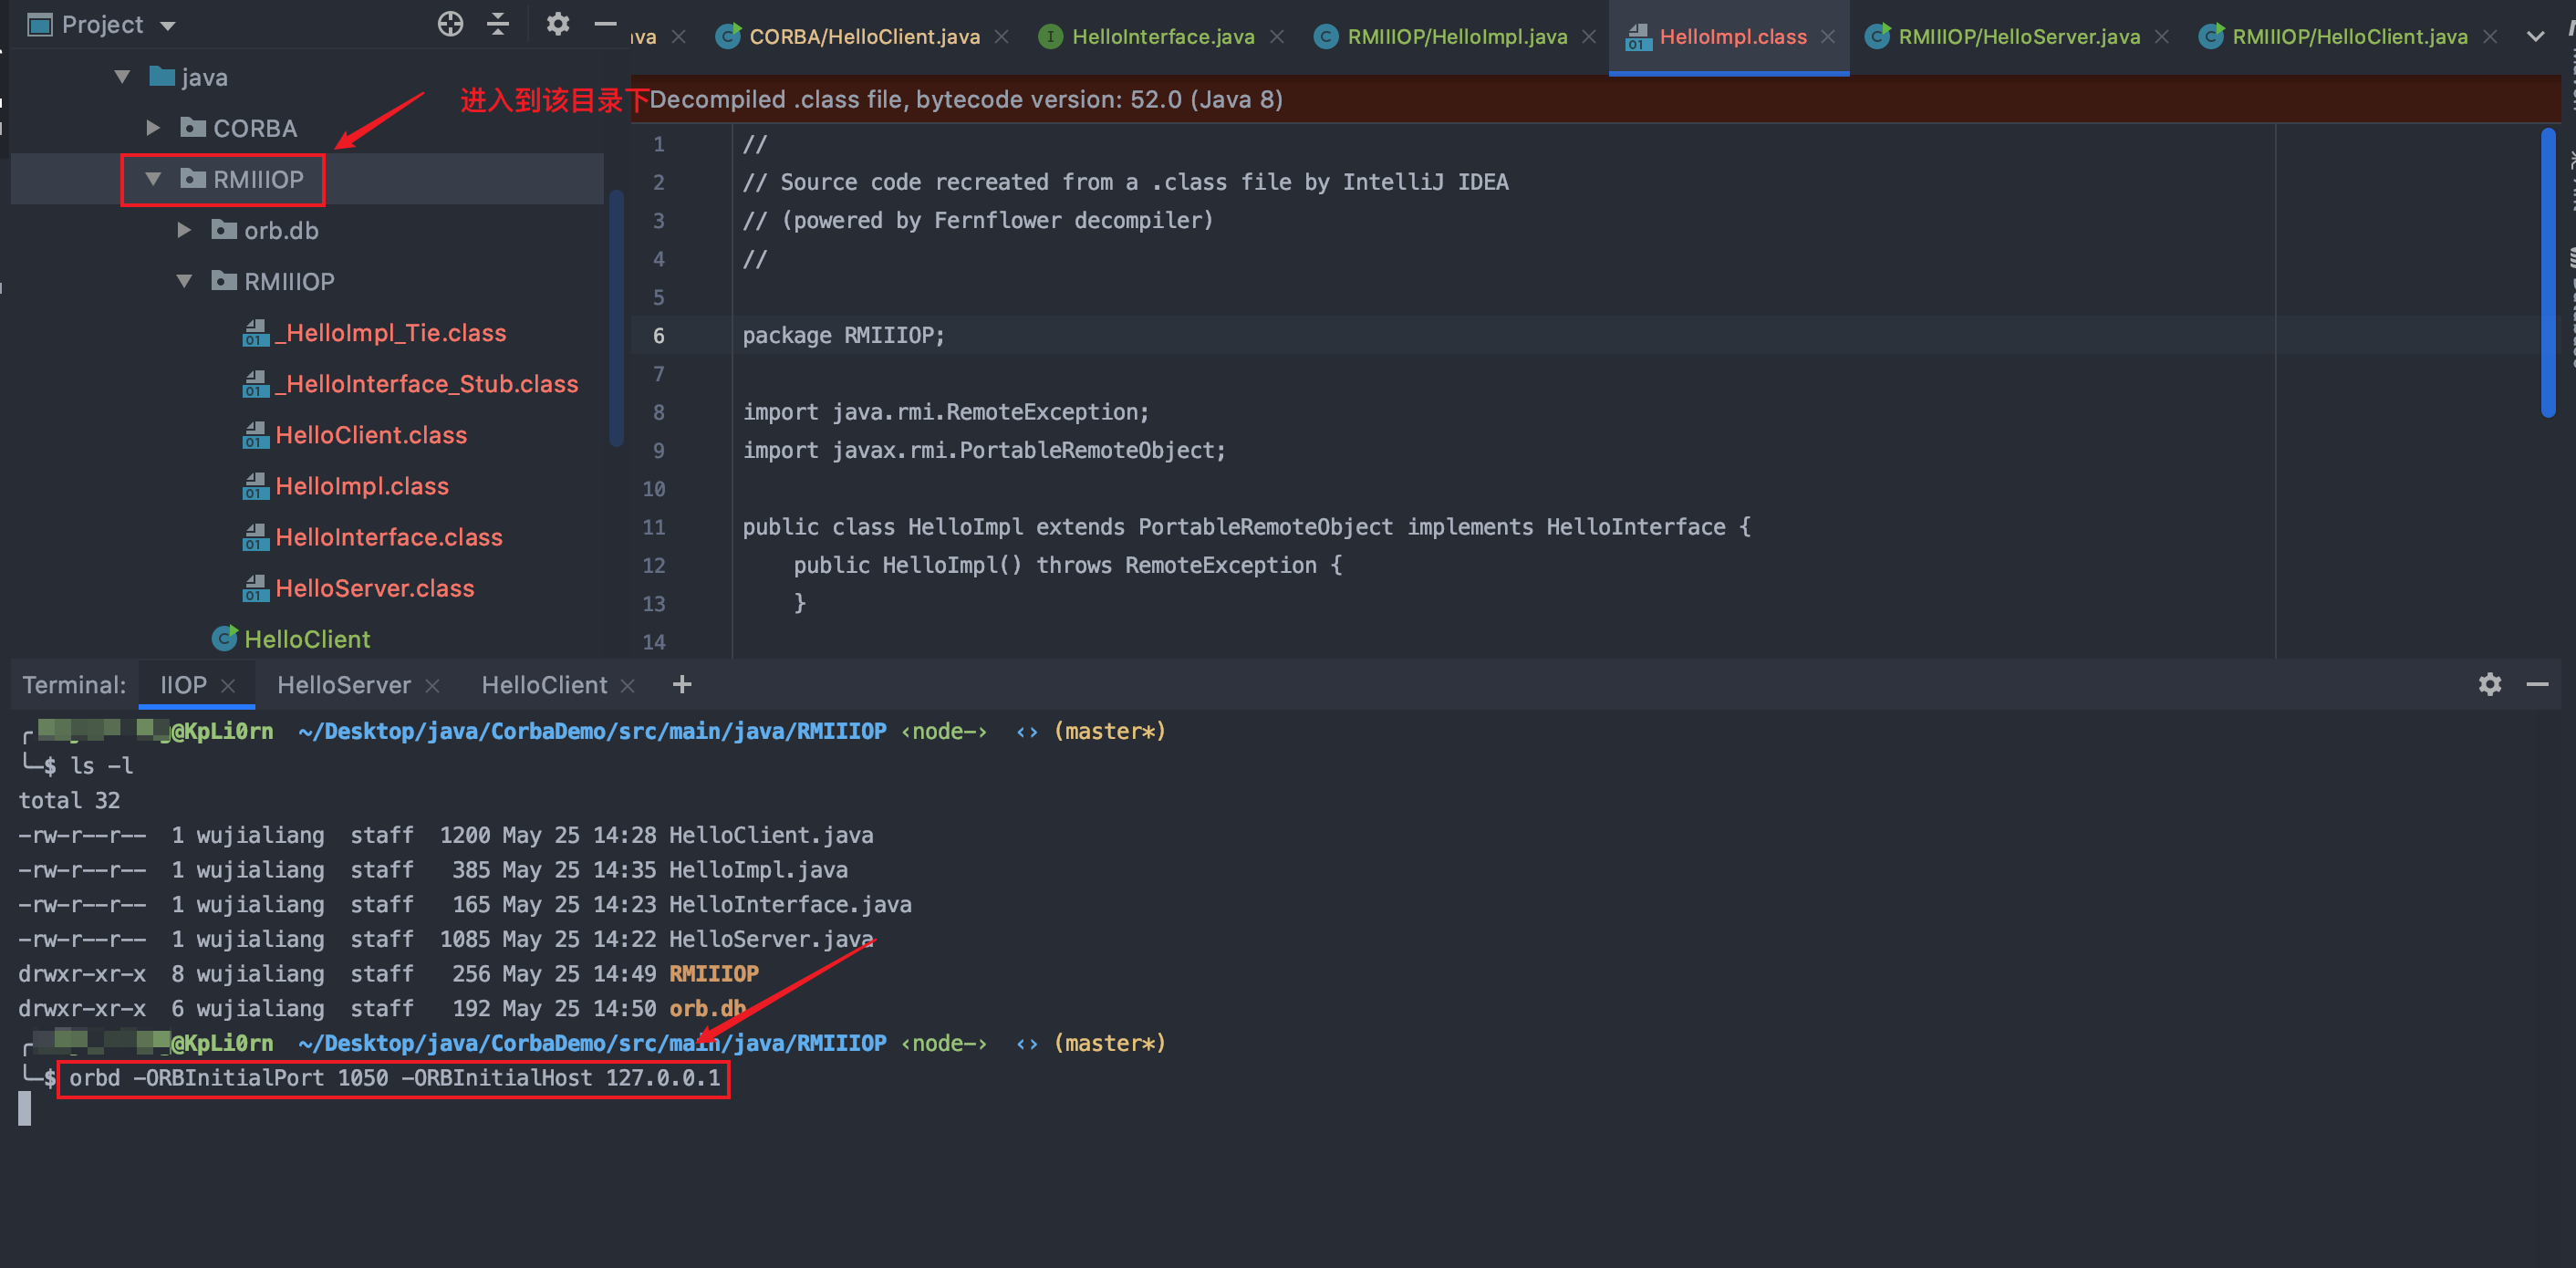 Project
java
CORBA
RMIIIOP
orb.db
RMIIIOP
_HelloImpl_Tie.class
_HelloInterface_Stub.class
HelloClient.class
HelloImpl.class
HelloInterface.class
HelloServer.class
HelloClient
进入到该目录下
CORBA/HelloClient.java
HelloInterface.java
RMIIIOP/HelloImpl.java
HelloImpl.class
RMIIIOP/HelloServer.java
RMIIIOP/HelloClient.java
Decompiled .class file, bytecode version: 52.0 (Java 8)
1 //
2 // Source code recreated from a .class file by IntelliJ IDEA
3 // (powered by Fernflower decompiler)
4 //
5
6 package RMIIIOP;
7
8 import java.rmi.RemoteException;
9 import javax.rmi.PortableRemoteObject;
10
11 public class HelloImpl extends PortableRemoteObject implements HelloInterface {
12 public HelloImpl() throws RemoteException {
13 }
14
Terminal: IIOP HelloServer HelloClient +
@KpLi0rn ~/Desktop/java/CorbaDemo/src/main/java/RMIIIOP ‹node-› ‹› (master*)
╰─$ ls -l
total 32
-rw-r--r-- 1 wujialiang staff 1200 May 25 14:28 HelloClient.java
-rw-r--r-- 1 wujialiang staff 385 May 25 14:35 HelloImpl.java
-rw-r--r-- 1 wujialiang staff 165 May 25 14:23 HelloInterface.java
-rw-r--r-- 1 wujialiang staff 1085 May 25 14:22 HelloServer.java
drwxr-xr-x 8 wujialiang staff 256 May 25 14:49 RMIIIOP
drwxr-xr-x 6 wujialiang staff 192 May 25 14:50 orb.db
@KpLi0rn ~/Desktop/java/CorbaDemo/src/main/java/RMIIIOP ‹node-› ‹› (master*)
╰─$ orbd -ORBInitialPort 1050 -ORBInitialHost 127.0.0.1